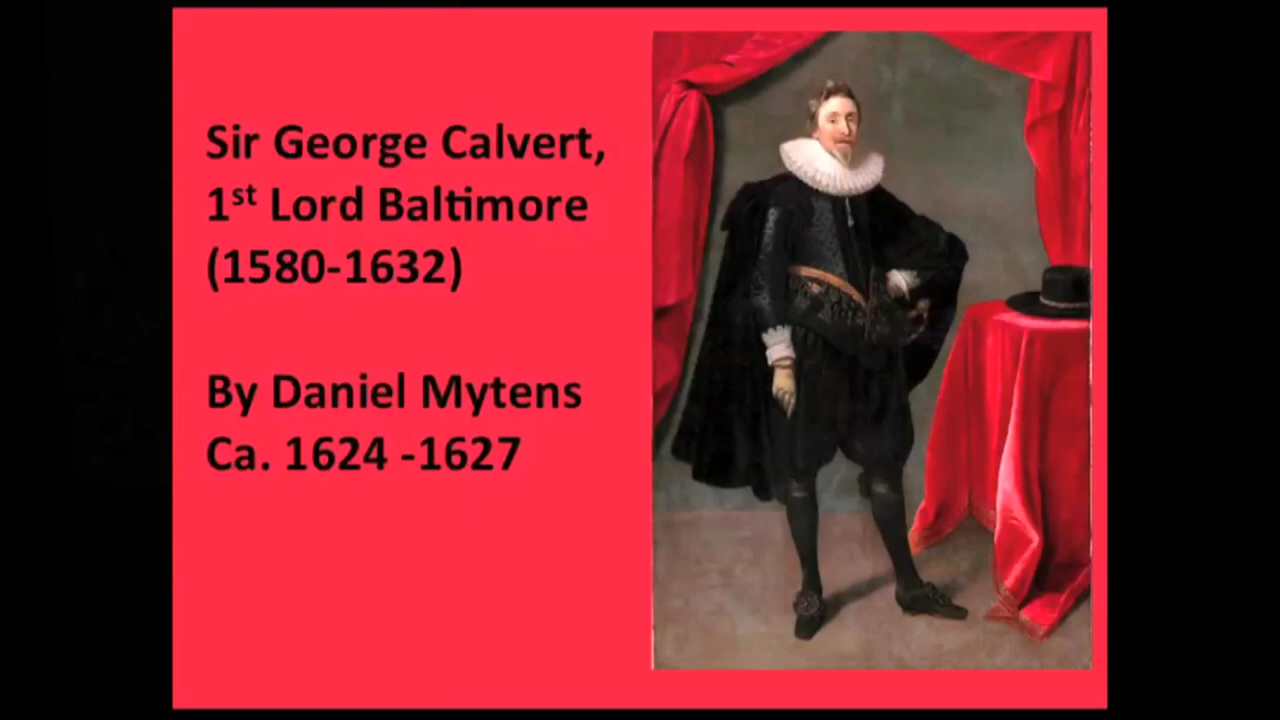 Sir George Calvert,
1st Lord Baltimore
(1580-1632)
By Daniel Mytens
Ca. 1624 -1627